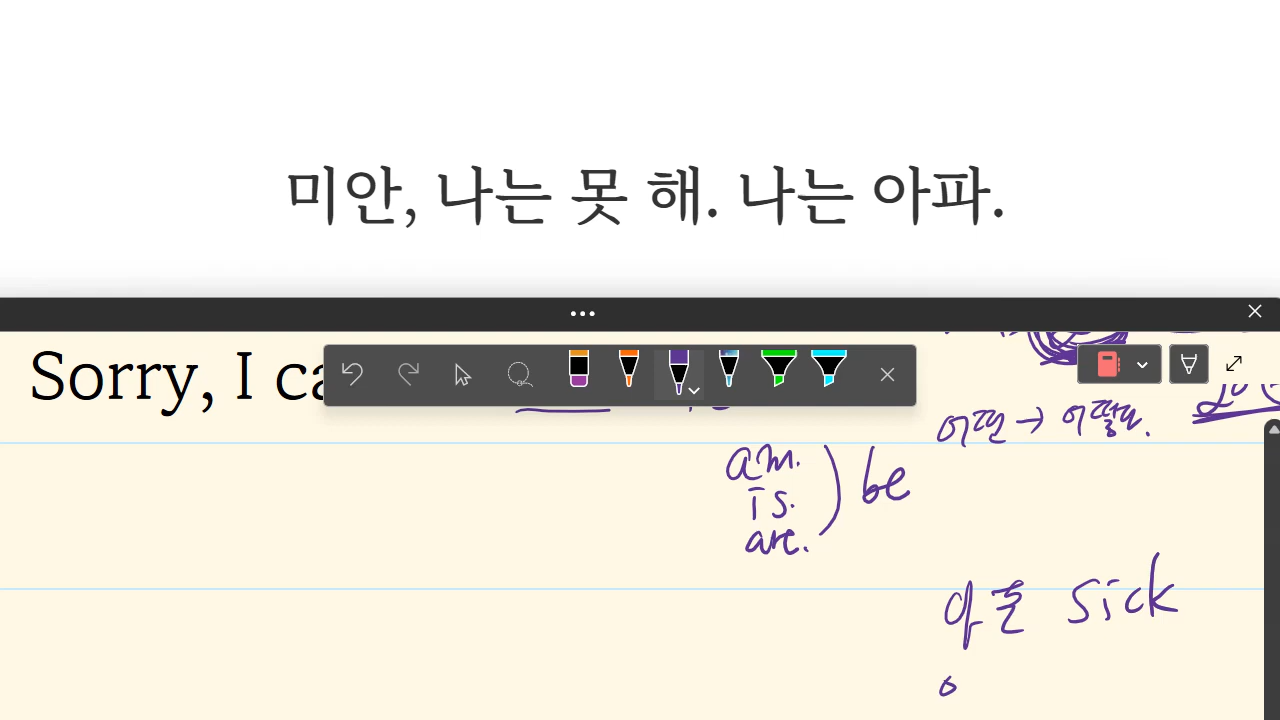 미안, 나는 못 해. 나는 아파.
Sorry, I ca
어떤 → 어떻다.
am.
is.
are.
) be
아픈 sick